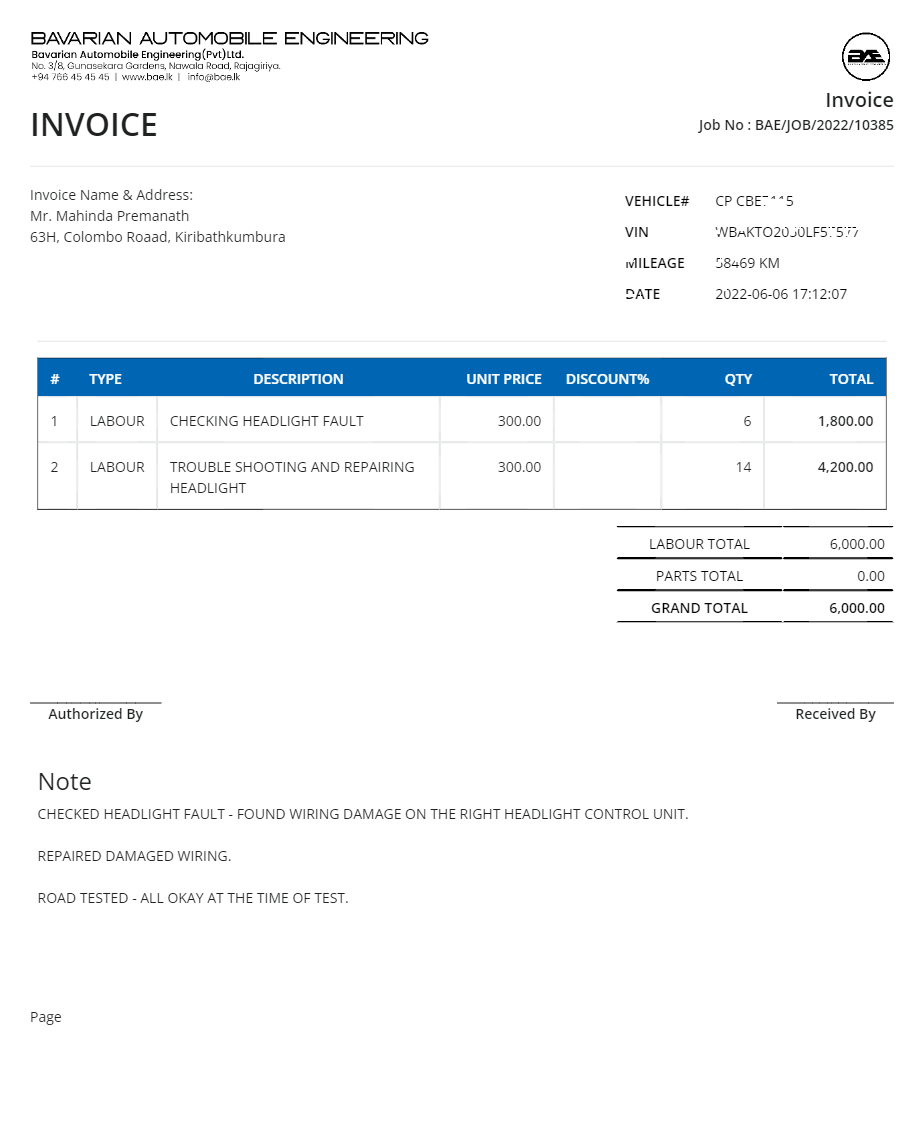 BAVARIAN AUTOMOBILE ENGINEERING
Bavarian Automobile Engineering(Pvt)Ltd.
No. 3/8, Gunasekara Gardens, Nawala Road, Rajagiriya.
+94 766 45 45 45 | www.bae.lk | info@bae.lk
BAE
Invoice
INVOICE
Job No : BAE/JOB/2022/10385
Invoice Name & Address:
Mr. Mahinda Premanath
63H, Colombo Roaad, Kiribathkumbura
VEHICLE# CP
VIN
MILEAGE 58469 KM
DATE 2022-06-06 17:12:07
# TYPE DESCRIPTION UNIT PRICE DISCOUNT% QTY TOTAL
1 LABOUR CHECKING HEADLIGHT FAULT 300.00 6 1,800.00
2 LABOUR TROUBLE SHOOTING AND REPAIRING 300.00 14 4,200.00
HEADLIGHT
LABOUR TOTAL 6,000.00
PARTS TOTAL 0.00
GRAND TOTAL 6,000.00
Authorized By Received By
Note
CHECKED HEADLIGHT FAULT - FOUND WIRING DAMAGE ON THE RIGHT HEADLIGHT CONTROL UNIT.
REPAIRED DAMAGED WIRING.
ROAD TESTED - ALL OKAY AT THE TIME OF TEST.
Page